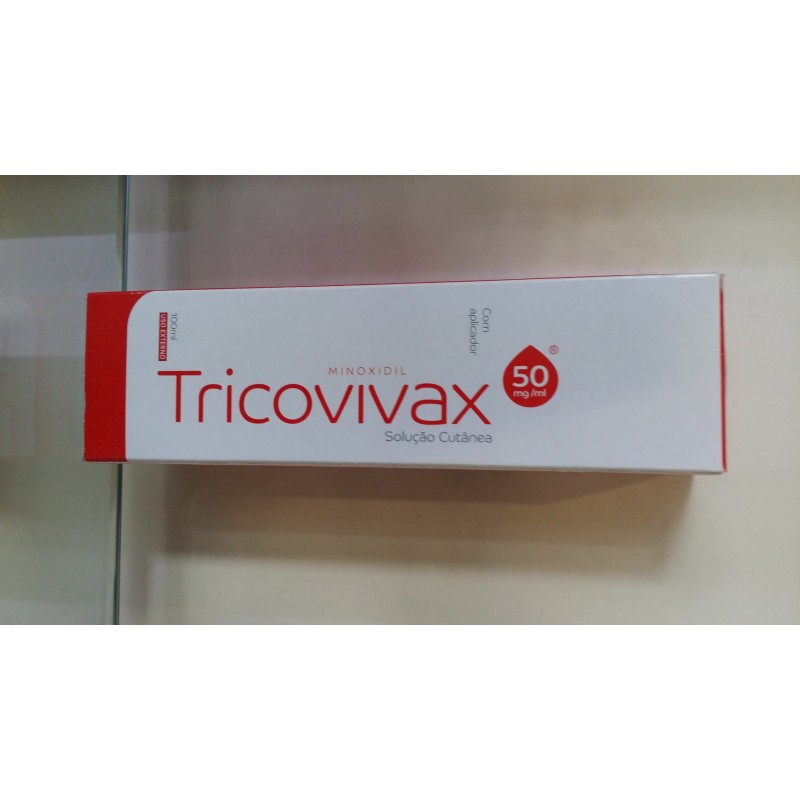 MINOXIDIL
Tricovivax
Solução Cutânea
50
mg/ml
®
Com
aplicador
100ml
USO EXTERNO